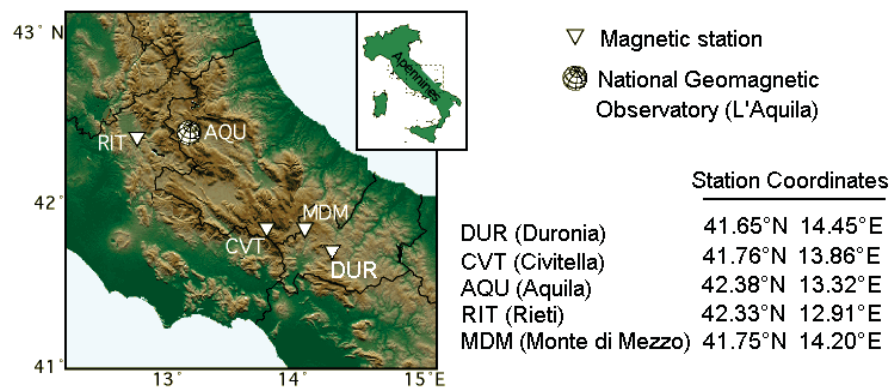 43° N
42°
41°
13°
14°
15°E
RIT
AQU
MDM
CVT
DUR
Apennines
Magnetic station
National Geomagnetic
Observatory (L'Aquila)
Station Coordinates
DUR (Duronia) 41.65°N 14.45°E
CVT (Civitella) 41.76°N 13.86°E
AQU (Aquila) 42.38°N 13.32°E
RIT (Rieti) 42.33°N 12.91°E
MDM (Monte di Mezzo) 41.75°N 14.20°E